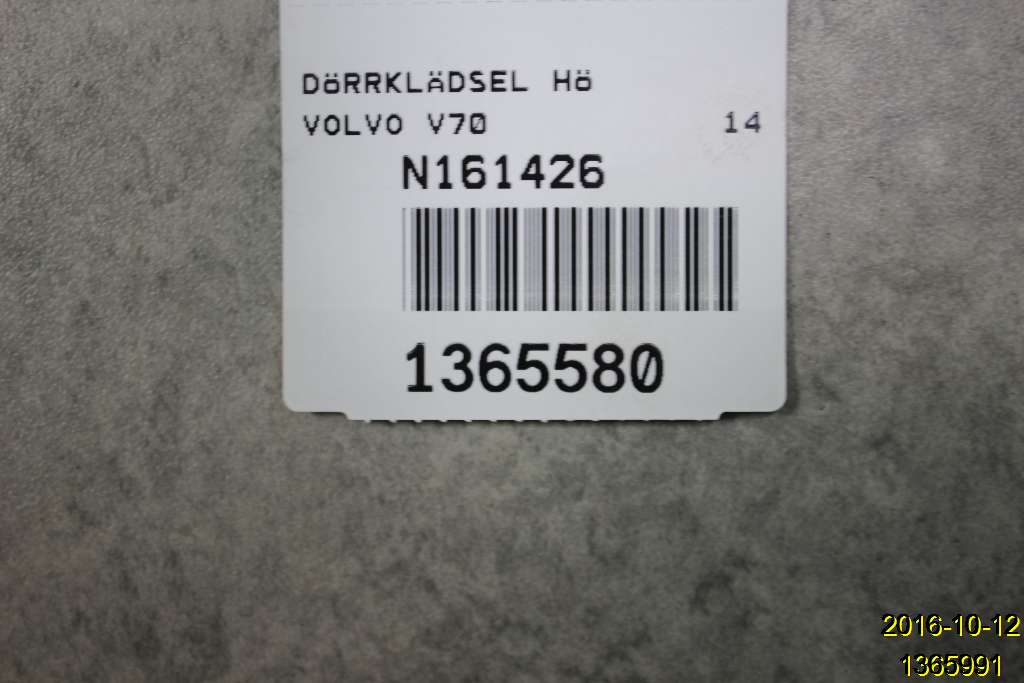 DöRRKLÄDSEL Hö
VOLVO V70 14
N161426
1365580
2016-10-12
1365991